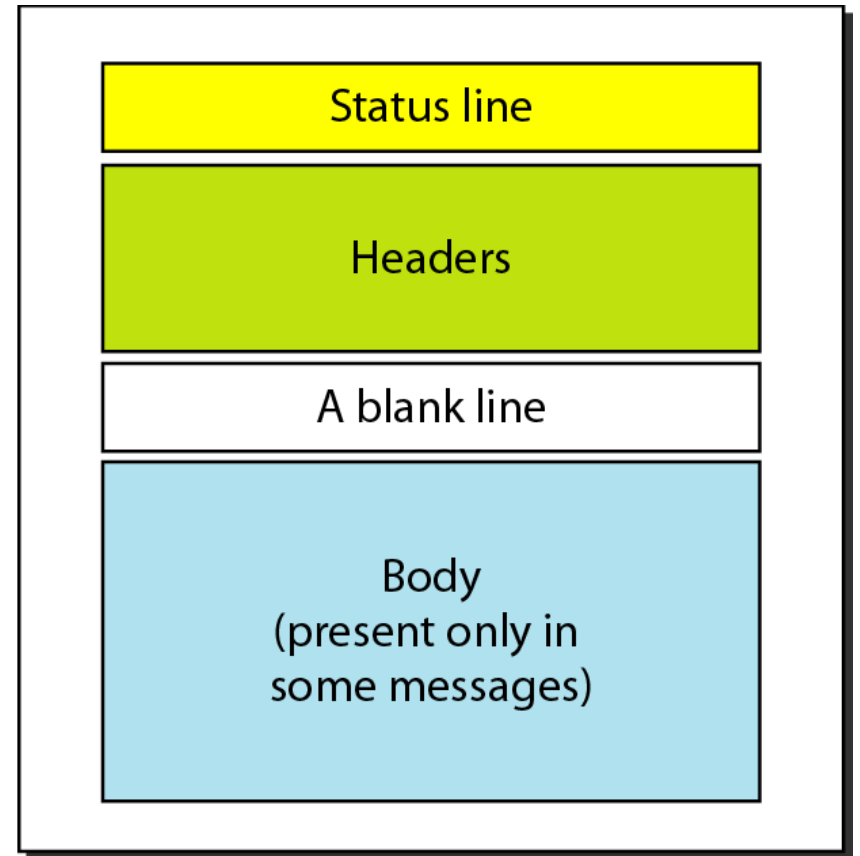 Status line
Headers
A blank line
Body
(present only in
some messages)